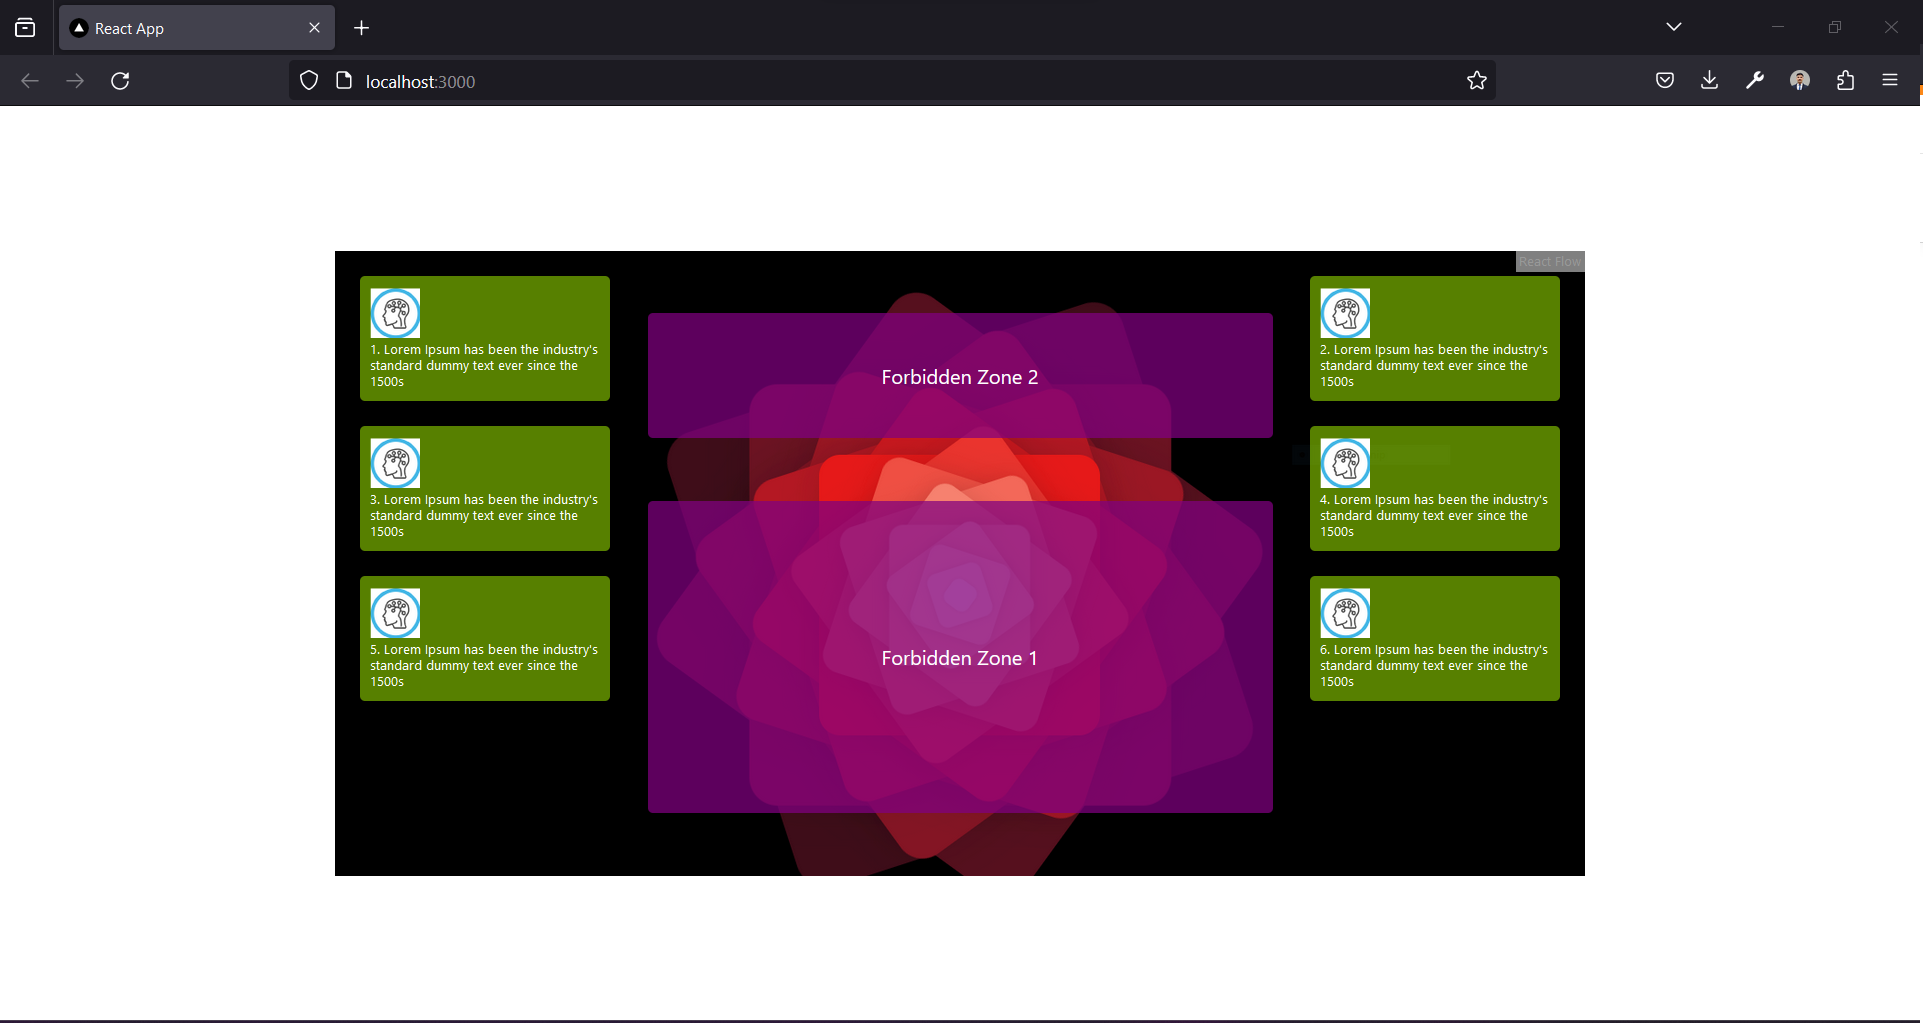 React App
localhost:3000
React Flow
1. Lorem Ipsum has been the industry's
standard dummy text ever since the
1500s
Forbidden Zone 2
2. Lorem Ipsum has been the industry's
standard dummy text ever since the
1500s
3. Lorem Ipsum has been the industry's
standard dummy text ever since the
1500s
4. Lorem Ipsum has been the industry's
standard dummy text ever since the
1500s
5. Lorem Ipsum has been the industry's
standard dummy text ever since the
1500s
Forbidden Zone 1
6. Lorem Ipsum has been the industry's
standard dummy text ever since the
1500s